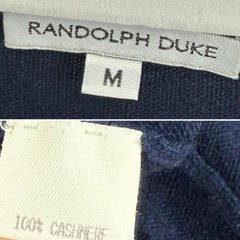 RANDOLPH DUKE
M
100% CASHMERE